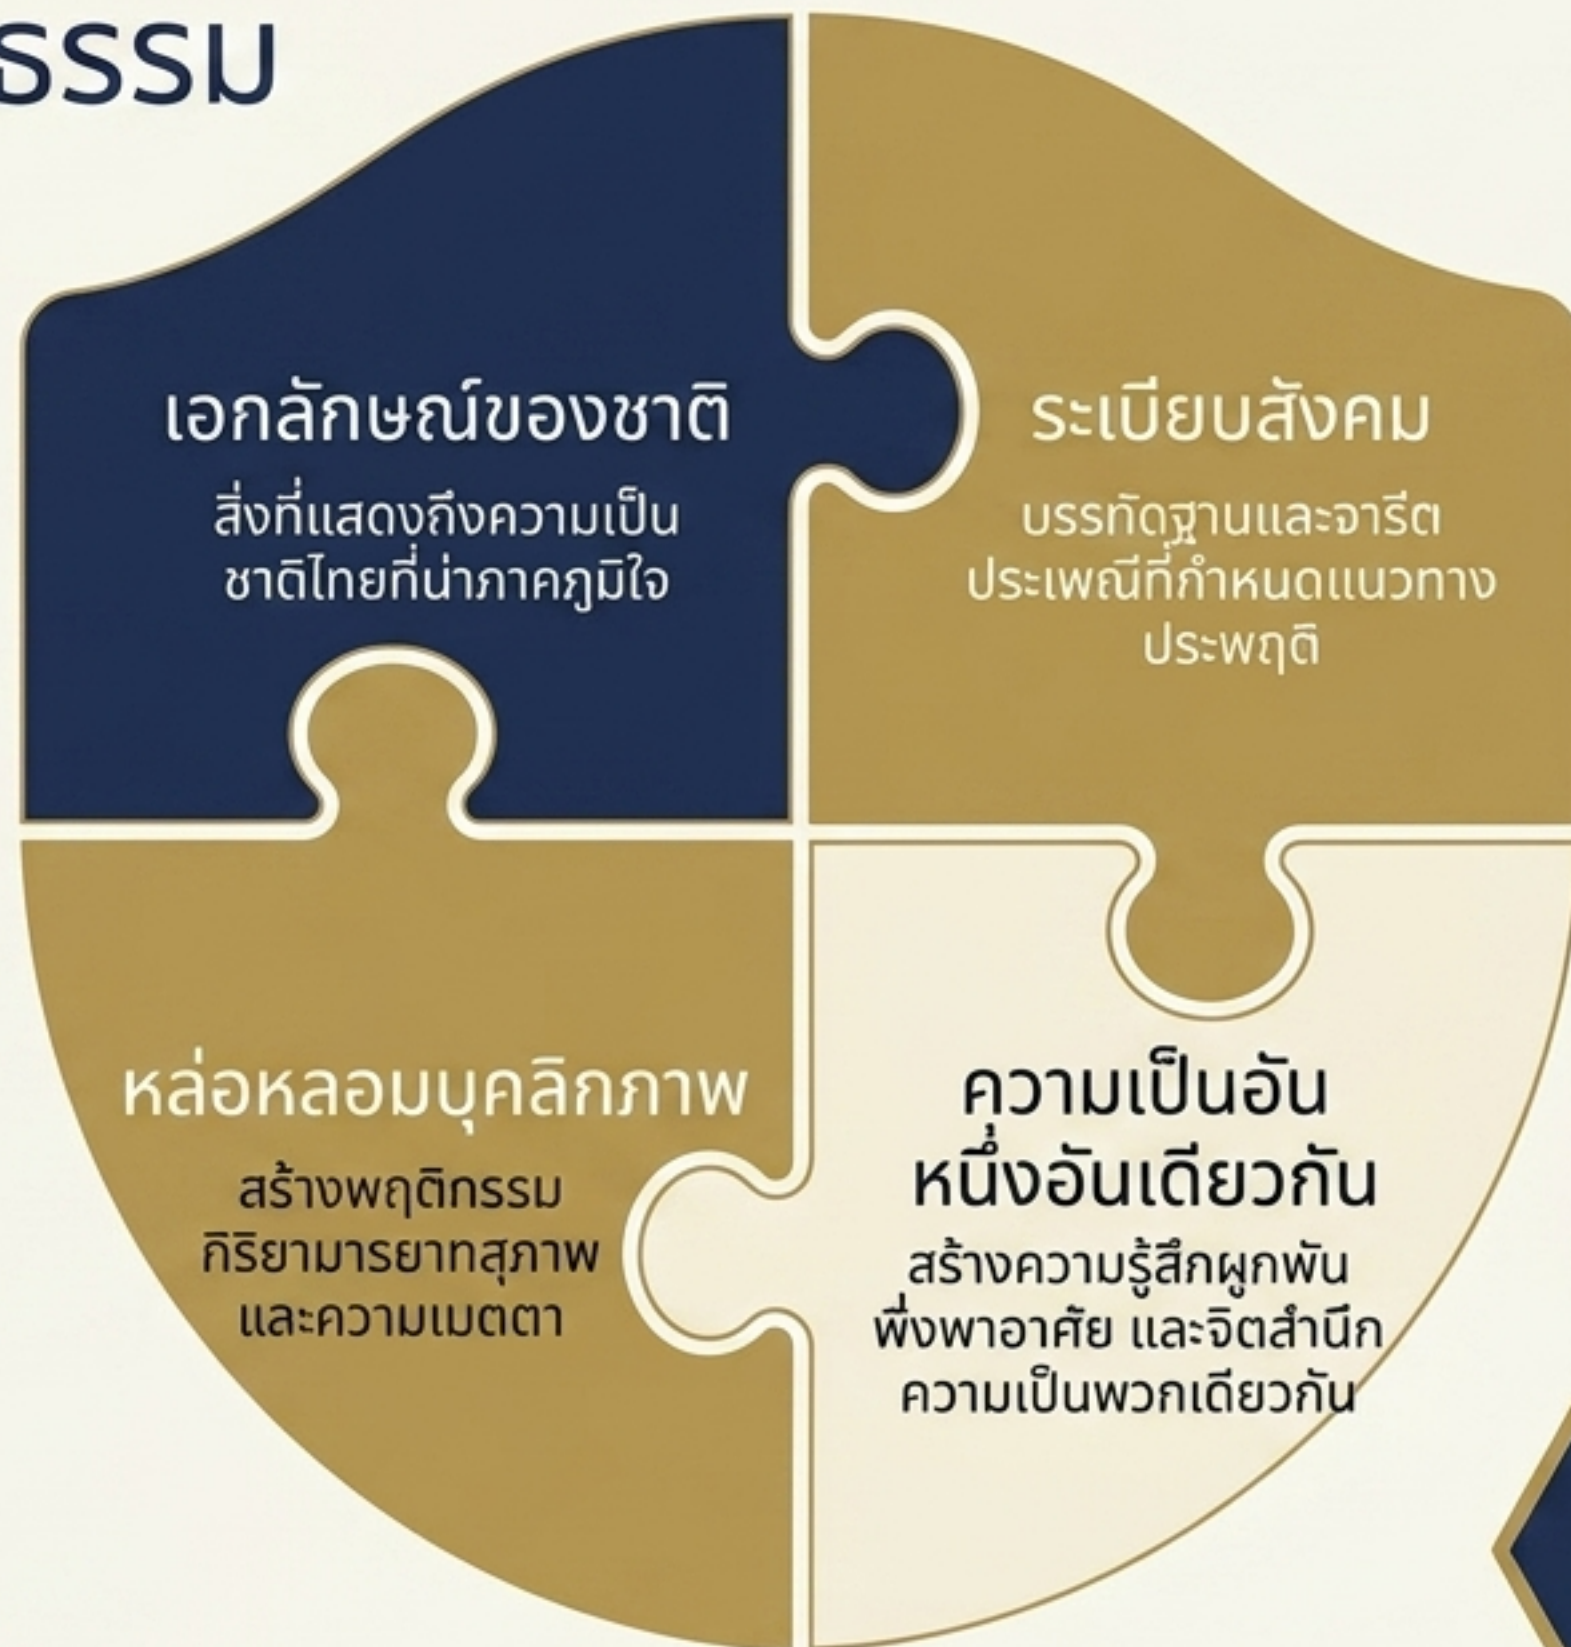 ธรรม
เอกลักษณ์ของชาติ
สิ่งที่แสดงถึงความเป็น
ชาติไทยที่น่าภาคภูมิใจ
ระเบียบสังคม
บรรทัดฐานและจารีต
ประเพณีที่กำหนดแนวทาง
ประพฤติ
หล่อหลอมบุคลิกภาพ
สร้างพฤติกรรม
กิริยามารยาทสุภาพ
และความเมตตา
ความเป็นอัน
หนึ่งอันเดียวกัน
สร้างความรู้สึกผูกพัน
พึ่งพาอาศัย และจิตสำนึก
ความเป็นพวกเดียวกัน